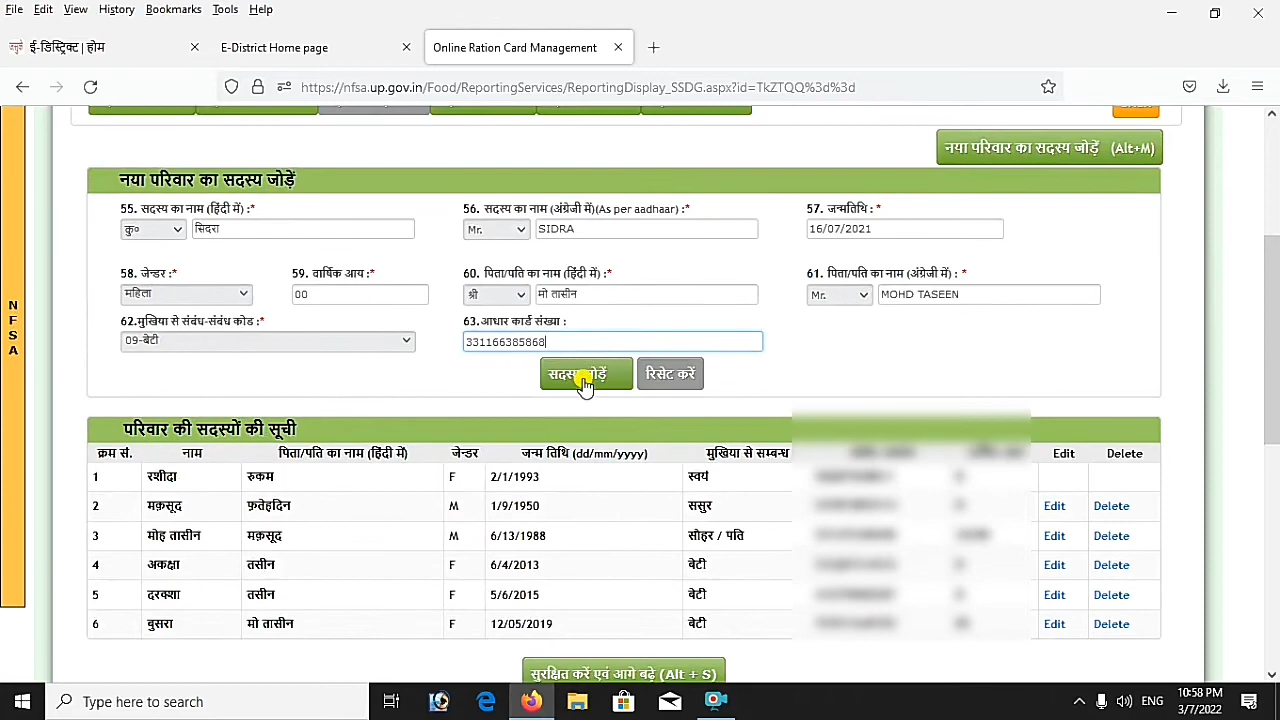 File Edit View History Bookmarks Tools Help
ई-डिस्ट्रिक्ट | होम
E-District Home page
Online Ration Card Management
https://nfsa.up.gov.in/Food/ReportingServices/ReportingDisplay_SSDG.aspx?id=TkZTQQ%3d%3d
नया परिवार का सदस्य जोड़ें (Alt+M)
नया परिवार का सदस्य जोड़ें
55. सदस्य का नाम (हिंदी में) :* 56. सदस्य का नाम (अंग्रेजी में)(As per aadhaar) :* 57. जन्मतिथि : *
कु० सिदरा Mr. SIDRA 16/07/2021
58. जेन्डर :* 59. वार्षिक आय:* 60. पिता/पति का नाम (हिंदी में) :* 61. पिता/पति का नाम (अंग्रेजी में) : *
महिला 00 श्री मो तासीन Mr. MOHD TASEEN
62.मुखिया से संबंध-संबंध कोड :* 63.आधार कार्ड संख्या :
09-बेटी 331166385868
सदस्य जोड़ें रिसेट करें
परिवार की सदस्यों की सूची
क्रम सं. नाम पिता/पति का नाम (हिंदी में) जेन्डर जन्म तिथि (dd/mm/yyyy) मुखिया से सम्बन्ध Edit Delete
1 रशीदा रुकम F 2/1/1993 स्वयं
2 मक़सूद फ़तेहदिन M 1/9/1950 ससुर Edit Delete
3 मोह तासीन मक़सूद M 6/13/1988 सोहर / पति Edit Delete
4 अकक्षा तसीन F 6/4/2013 बेटी Edit Delete
5 दरक्शा तसीन F 5/6/2015 बेटी Edit Delete
6 बुसरा मो तासीन F 12/05/2019 बेटी Edit Delete
सुरक्षित करें एवं आगे बढ़े (Alt + S)
N
F
S
A
Type here to search
ENG
10:58 PM
3/7/2022